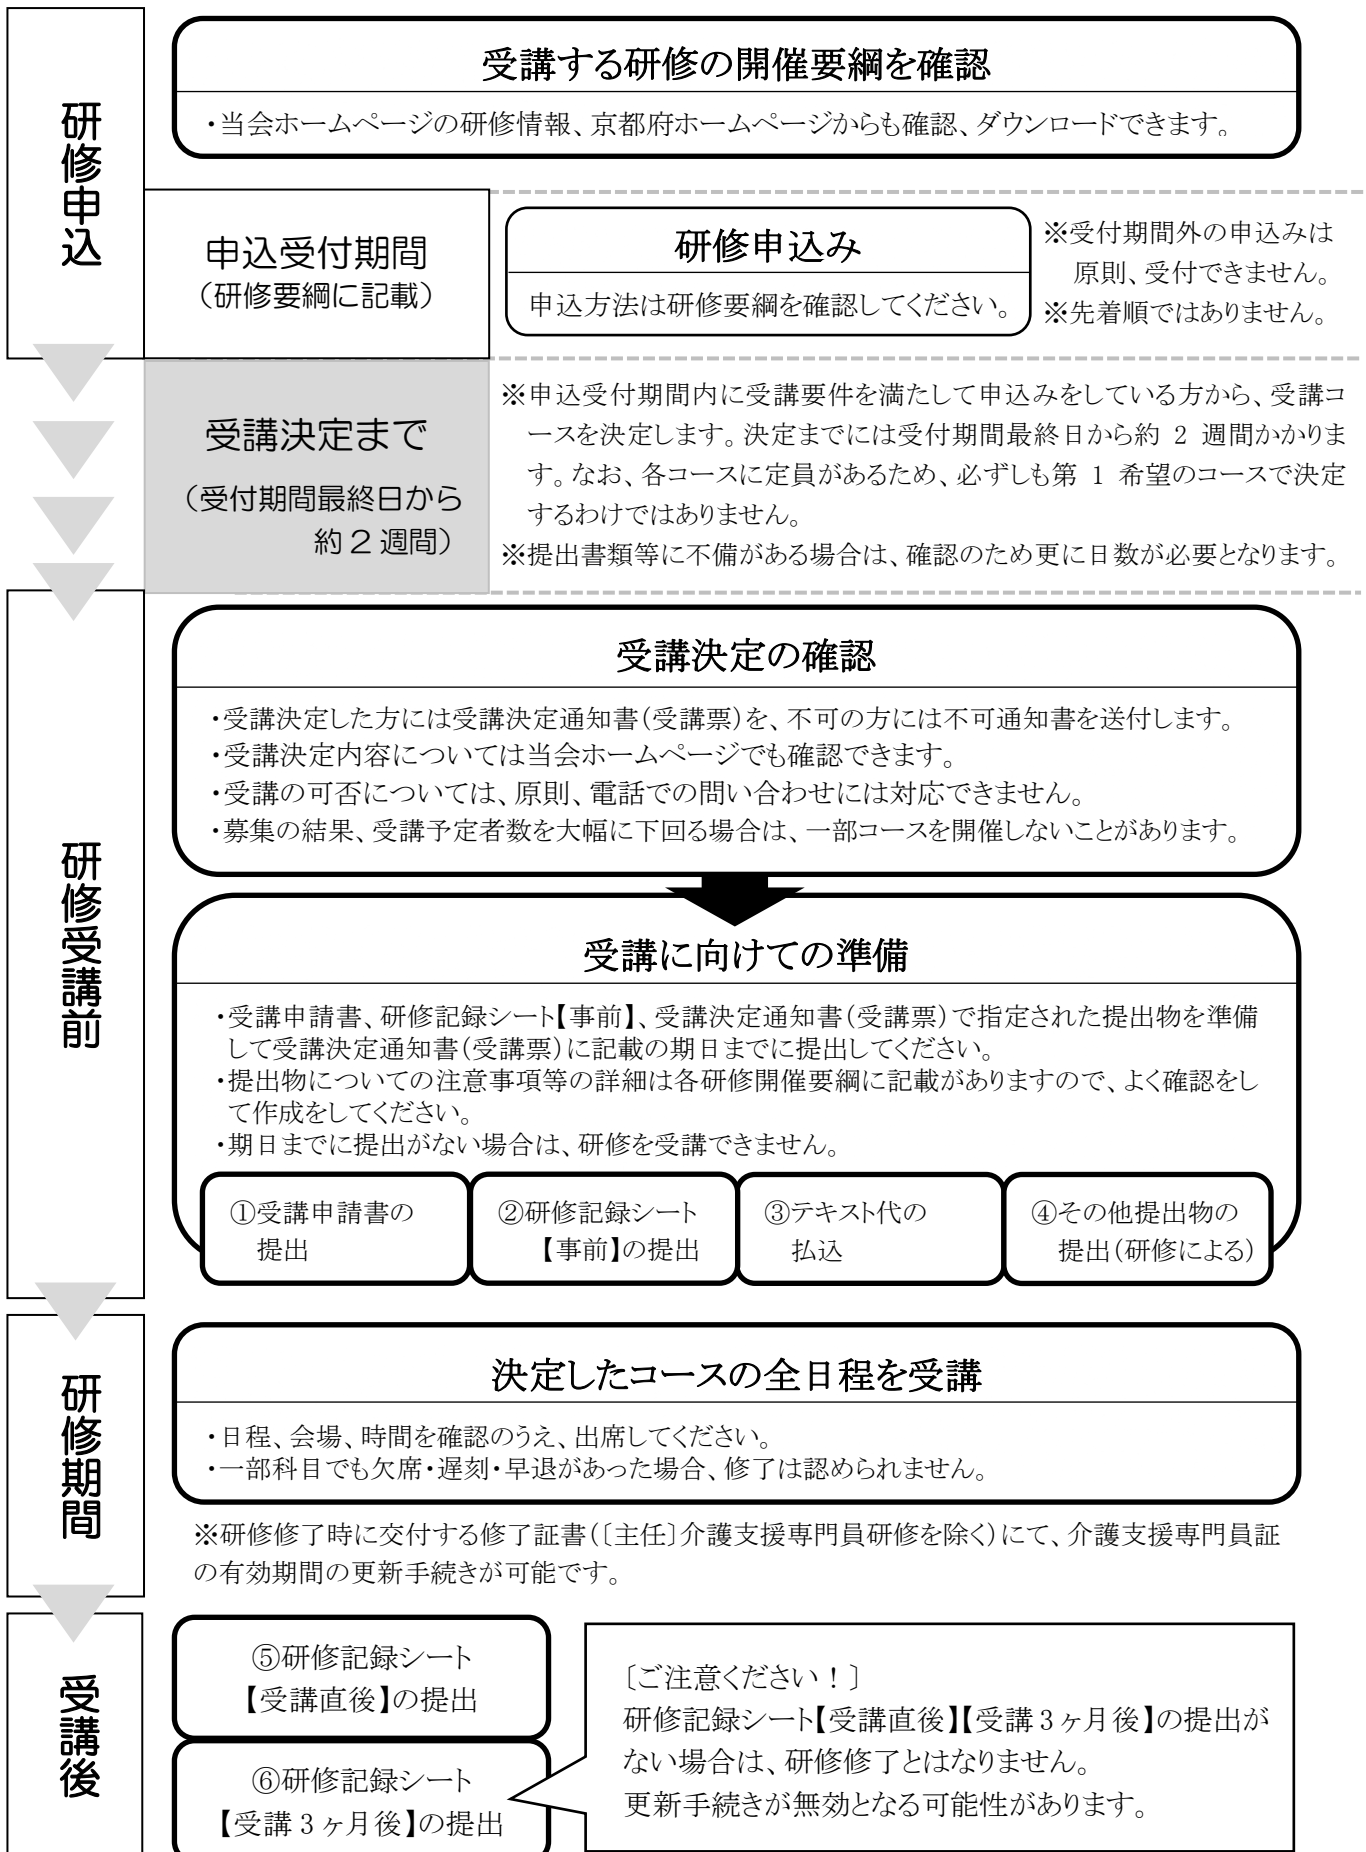 研修申込
受講する研修の開催要綱を確認
・当会ホームページの研修情報、京都府ホームページからも確認、ダウンロードできます。
申込受付期間
（研修要綱に記載）
研修申込み
申込方法は研修要綱を確認してください。
※受付期間外の申込みは
原則、受付できません。
※先着順ではありません。
受講決定まで
（受付期間最終日から
約２週間）
※申込受付期間内に受講要件を満たして申込みをしている方から、受講コ
ースを決定します。決定までには受付期間最終日から約 2 週間かかりま
す。なお、各コースに定員があるため、必ずしも第 1 希望のコースで決定
するわけではありません。
※提出書類等に不備がある場合は、確認のため更に日数が必要となります。
研修受講前
受講決定の確認
・受講決定した方には受講決定通知書（受講票）を、不可の方には不可通知書を送付します。
・受講決定内容については当会ホームページでも確認できます。
・受講の可否については、原則、電話での問い合わせには対応できません。
・募集の結果、受講予定者数を大幅に下回る場合は、一部コースを開催しないことがあります。
受講に向けての準備
・受講申請書、研修記録シート【事前】、受講決定通知書（受講票）で指定された提出物を準備
して受講決定通知書（受講票）に記載の期日までに提出してください。
・提出物についての注意事項等の詳細は各研修開催要綱に記載がありますので、よく確認をし
て作成をしてください。
・期日までに提出がない場合は、研修を受講できません。
①受講申請書の
提出
②研修記録シート
【事前】の提出
③テキスト代の
払込
④その他提出物の
提出（研修による）
研修期間
決定したコースの全日程を受講
・日程、会場、時間を確認のうえ、出席してください。
・一部科目でも欠席・遅刻・早退があった場合、修了は認められません。
※研修修了時に交付する修了証書（〔主任〕介護支援専門員研修を除く）にて、介護支援専門員証
の有効期間の更新手続きが可能です。
受講後
⑤研修記録シート
【受講直後】の提出
⑥研修記録シート
【受講３ヶ月後】の提出
〔ご注意ください！〕
研修記録シート【受講直後】【受講３ヶ月後】の提出が
ない場合は、研修修了とはなりません。
更新手続きが無効となる可能性があります。